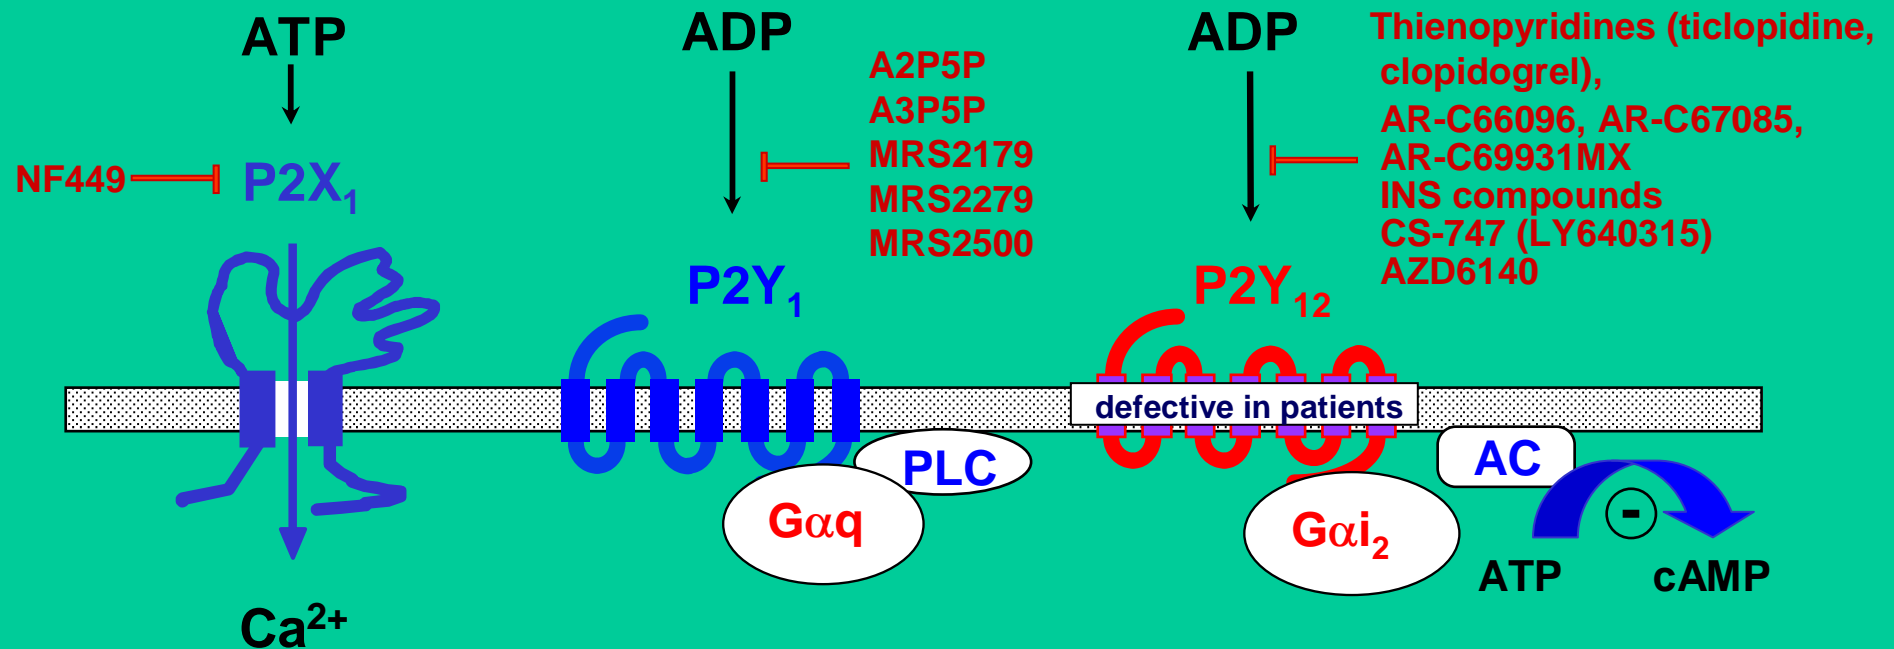 ATP
NF449
P2X1
Ca2+
ADP
A2P5P
A3P5P
MRS2179
MRS2279
MRS2500
P2Y1
PLC
Gαq
ADP
Thienopyridines (ticlopidine,
clopidogrel),
AR-C66096, AR-C67085,
AR-C69931MX
INS compounds
CS-747 (LY640315)
AZD6140
P2Y12
defective in patients
Gαi2
AC
-
ATP
cAMP